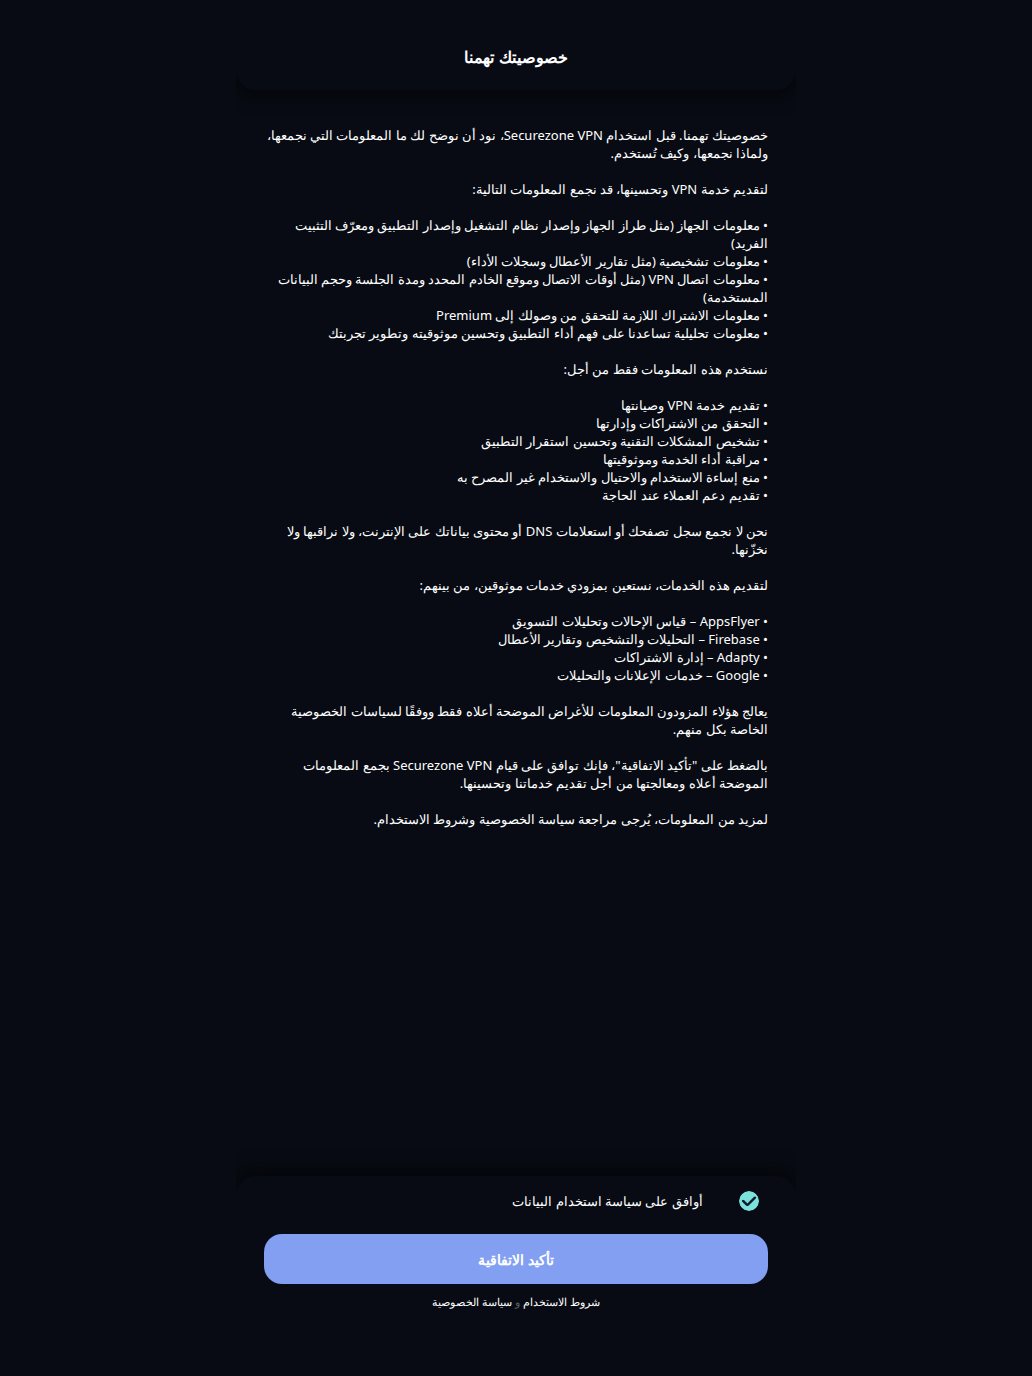 خصوصيتك تهمنا
خصوصيتك تهمنا. قبل استخدام Securezone VPN، نود أن نوضح لك ما المعلومات التي نجمعها،
ولماذا نجمعها، وكيف تُستخدم.
لتقديم خدمة VPN وتحسينها، قد نجمع المعلومات التالية:
• معلومات الجهاز (مثل طراز الجهاز وإصدار نظام التشغيل وإصدار التطبيق ومعرّف التثبيت
الفريد)
• معلومات تشخيصية (مثل تقارير الأعطال وسجلات الأداء)
• معلومات اتصال VPN (مثل أوقات الاتصال وموقع الخادم المحدد ومدة الجلسة وحجم البيانات
المستخدمة)
• معلومات الاشتراك اللازمة للتحقق من وصولك إلى Premium
• معلومات تحليلية تساعدنا على فهم أداء التطبيق وتحسين موثوقيته وتطوير تجربتك
نستخدم هذه المعلومات فقط من أجل:
• تقديم خدمة VPN وصيانتها
• التحقق من الاشتراكات وإدارتها
• تشخيص المشكلات التقنية وتحسين استقرار التطبيق
• مراقبة أداء الخدمة وموثوقيتها
• منع إساءة الاستخدام والاحتيال والاستخدام غير المصرح به
• تقديم دعم العملاء عند الحاجة
نحن لا نجمع سجل تصفحك أو استعلامات DNS أو محتوى بياناتك على الإنترنت، ولا نراقبها ولا
نخزّنها.
لتقديم هذه الخدمات، نستعين بمزودي خدمات موثوقين، من بينهم:
• AppsFlyer – قياس الإحالات وتحليلات التسويق
• Firebase – التحليلات والتشخيص وتقارير الأعطال
• Adapty – إدارة الاشتراكات
• Google – خدمات الإعلانات والتحليلات
يعالج هؤلاء المزودون المعلومات للأغراض الموضحة أعلاه فقط ووفقًا لسياسات الخصوصية
الخاصة بكل منهم.
بالضغط على "تأكيد الاتفاقية"، فإنك توافق على قيام Securezone VPN بجمع المعلومات
الموضحة أعلاه ومعالجتها من أجل تقديم خدماتنا وتحسينها.
لمزيد من المعلومات، يُرجى مراجعة سياسة الخصوصية وشروط الاستخدام.
أوافق على سياسة استخدام البيانات
تأكيد الاتفاقية
شروط الاستخدام و سياسة الخصوصية